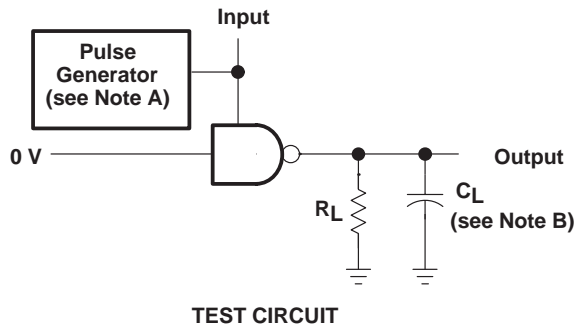 Input
Pulse
Generator
(see Note A)
0 V
Output
RL
CL
(see Note B)
TEST CIRCUIT